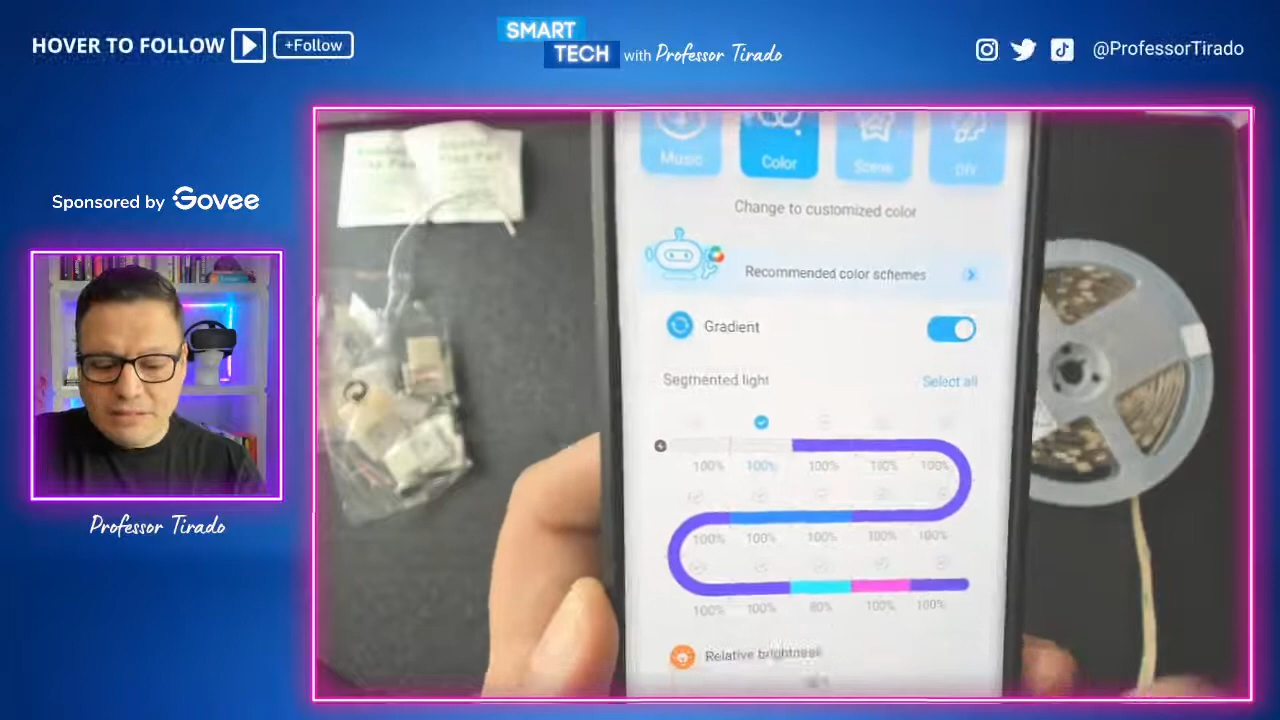 HOVER TO FOLLOW
+Follow
SMART
TECH with Professor Tirado
@ProfessorTirado
Sponsored by Govee
Professor Tirado
Music
Color
Scene
DIY
Change to customized color
Recommended color schemes
Gradient
Segmented light
Select all
100% 100% 100% 100% 100%
100% 100% 100% 100% 100%
100% 100% 80% 100% 100%
Relative brightness